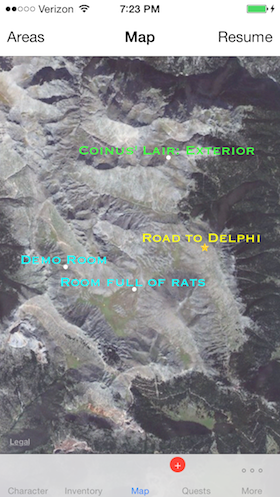 Verizon 7:23 PM
Areas Map Resume
Coinus' Lair: Exterior
Road to Delphi
Demo Room
Room full of rats
Legal
Character Inventory Map Quests More